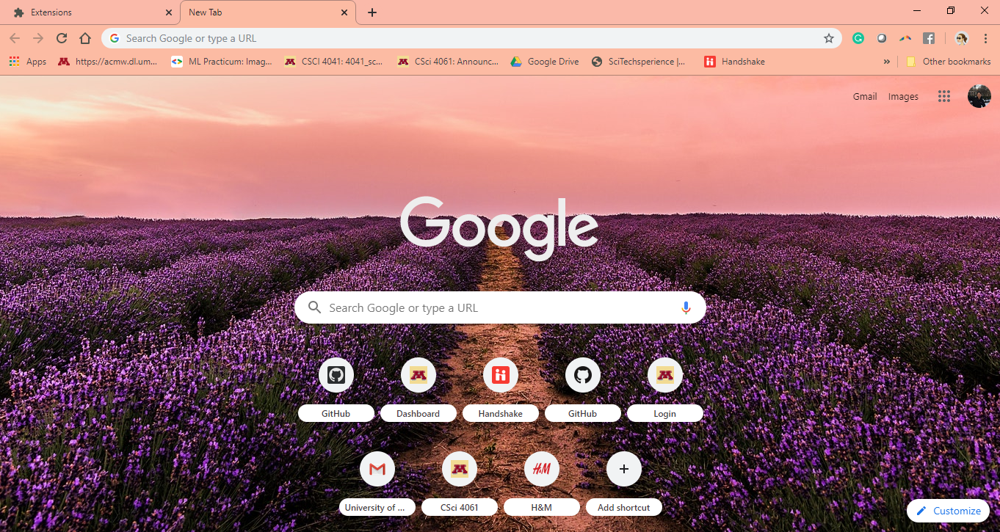 Extensions
New Tab
Search Google or type a URL
Apps
https://acmw.dl.um...
ML Practicum: Imag...
CSCI 4041: 4041_sc...
CSci 4061: Announc...
Google Drive
SciTechsperience |...
Handshake
»
Other bookmarks
Gmail
Images
Google
Search Google or type a URL
GitHub
Dashboard
Handshake
GitHub
Login
H&M
University of ...
CSci 4061
H&M
Add shortcut
Customize